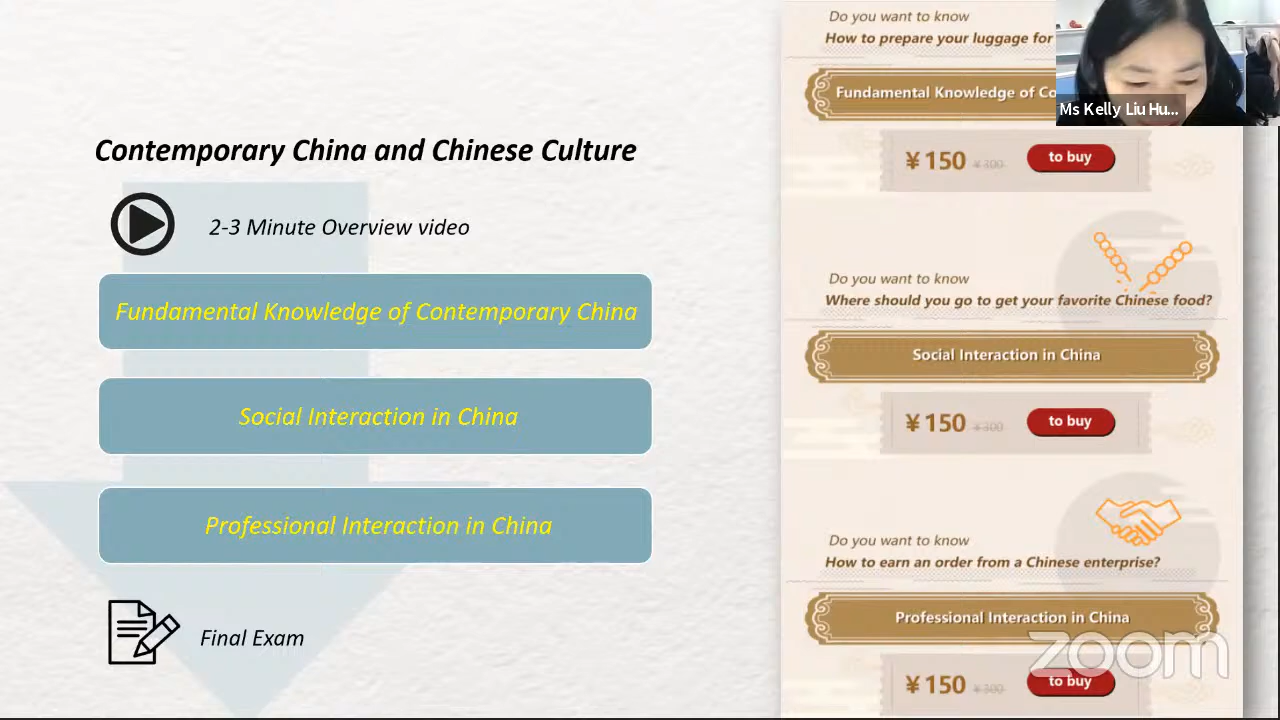 Contemporary China and Chinese Culture
2-3 Minute Overview video
Fundamental Knowledge of Contemporary China
Social Interaction in China
Professional Interaction in China
Final Exam
Do you want to know
How to prepare your luggage for
Fundamental Knowledge of Co
¥150 ¥300 to buy
Do you want to know
Where should you go to get your favorite Chinese food?
Social Interaction in China
¥150 ¥300 to buy
Do you want to know
How to earn an order from a Chinese enterprise?
Professional Interaction in China
¥150 ¥300 to buy
Ms Kelly Liu Hu...
zoom